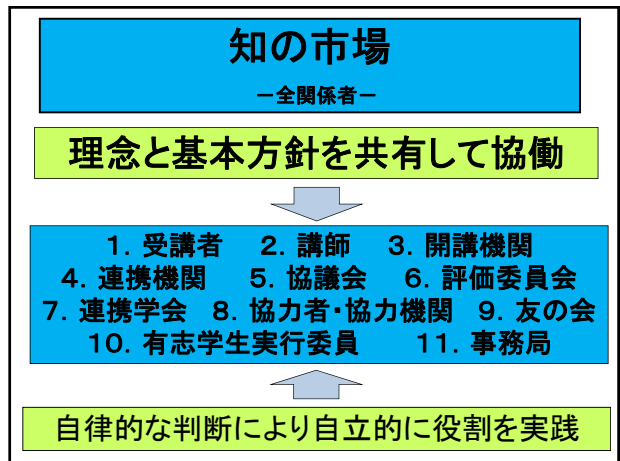 知の市場
－全関係者－
理念と基本方針を共有して協働
1．受講者　2．講師　3．開講機関
4．連携機関　5．協議会　6．評価委員会
7．連携学会　8．協力者・協力機関　9．友の会
10．有志学生実行委員　11．事務局
自律的な判断により自立的に役割を実践